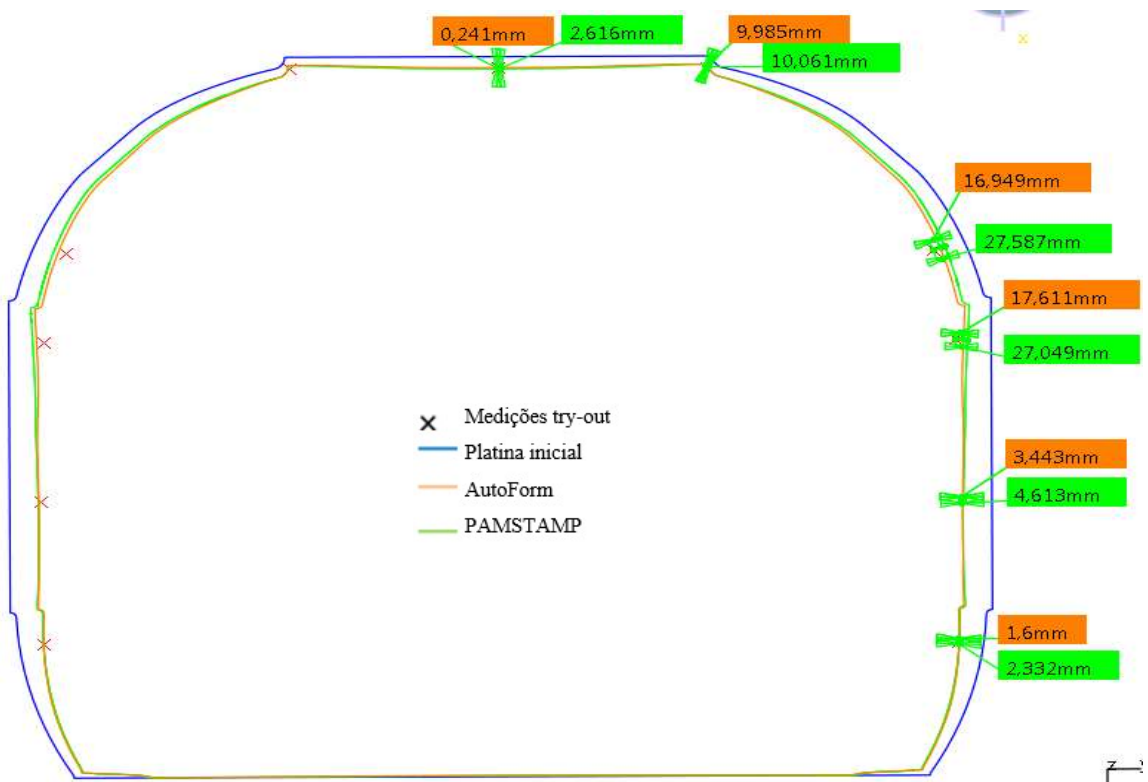 0,241mm
2,616mm
9,985mm
10,061mm
x
16,949mm
27,587mm
17,611mm
27,049mm
Medições try-out
Platina inicial
AutoForm
PAMSTAMP
3,443mm
4,613mm
1,6mm
2,332mm
z